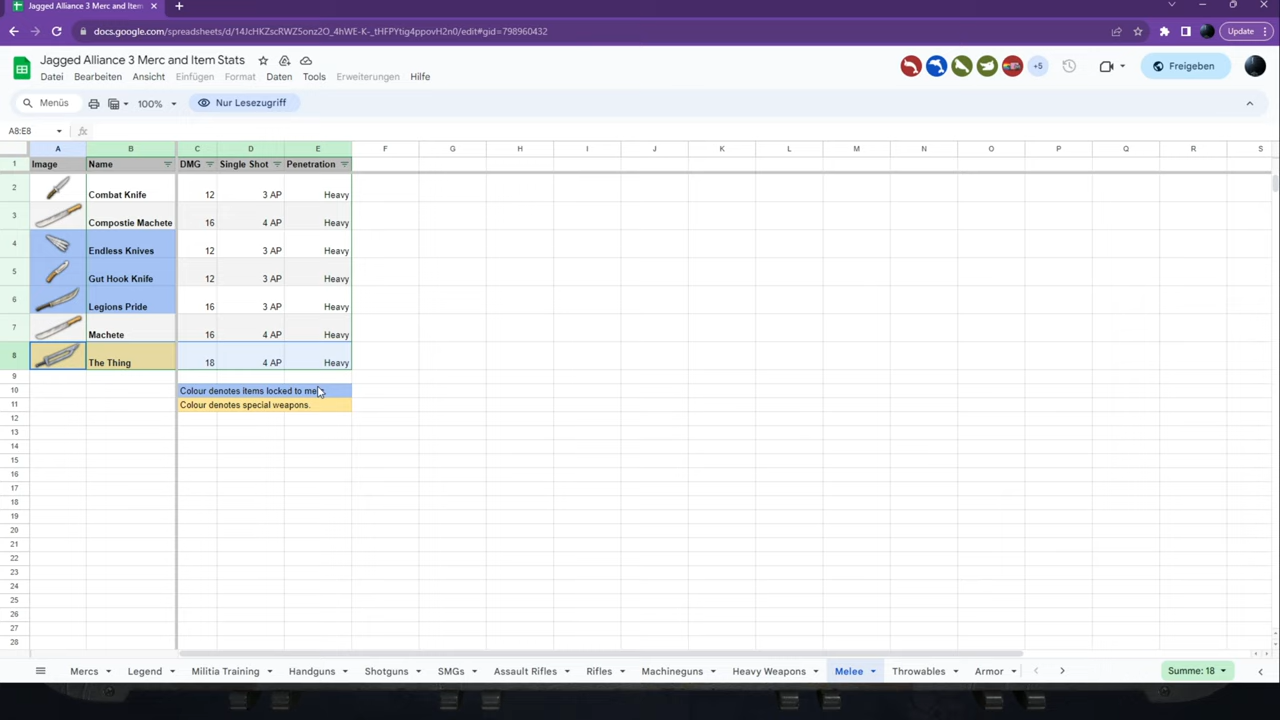 Jagged Alliance 3 Merc and Item S
docs.google.com/spreadsheets/d/14JcHKZscRWZ5onz2O_4hWE-K-_tHFPYtig4ppovH2n0/edit#gid=798960432
Update
Jagged Alliance 3 Merc and Item Stats
+5
Freigeben
Datei Bearbeiten Ansicht Einfügen Format Daten Tools Erweiterungen Hilfe
Menüs 100% Nur Lesezugriff
A8:E8 fx
A B C D E F G H I J K L M N O P Q R S
1 Image Name DMG Single Shot Penetration
2 Combat Knife 12 3 AP Heavy
3 Compostie Machete 16 4 AP Heavy
4 Endless Knives 12 3 AP Heavy
5 Gut Hook Knife 12 3 AP Heavy
6 Legions Pride 16 3 AP Heavy
7 Machete 16 4 AP Heavy
8 The Thing 18 4 AP Heavy
9
10 Colour denotes items locked to
11 Colour denotes special weapons.
12
13
14
15
16
17
18
19
20
21
22
23
24
25
26
27
28
Mercs Legend Militia Training Handguns Shotguns SMGs Assault Rifles Rifles Machineguns Heavy Weapons Melee Throwables Armor Summe: 18